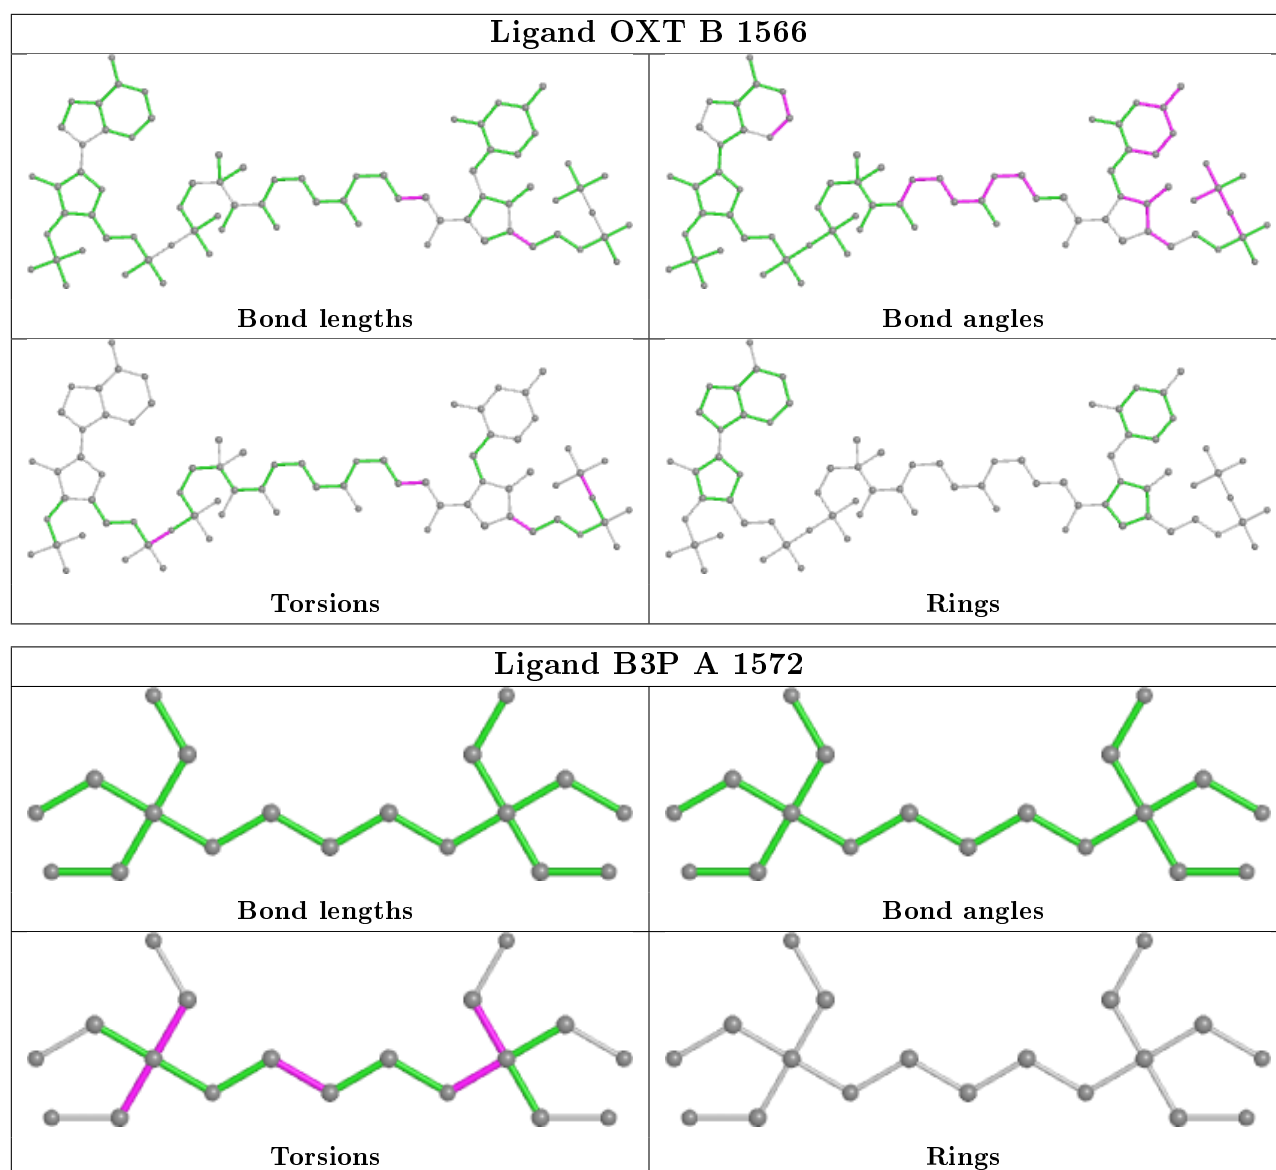 Ligand OXT B 1566
Bond lengths
Bond angles
Torsions
Rings
Ligand B3P A 1572
Bond lengths
Bond angles
Torsions
Rings